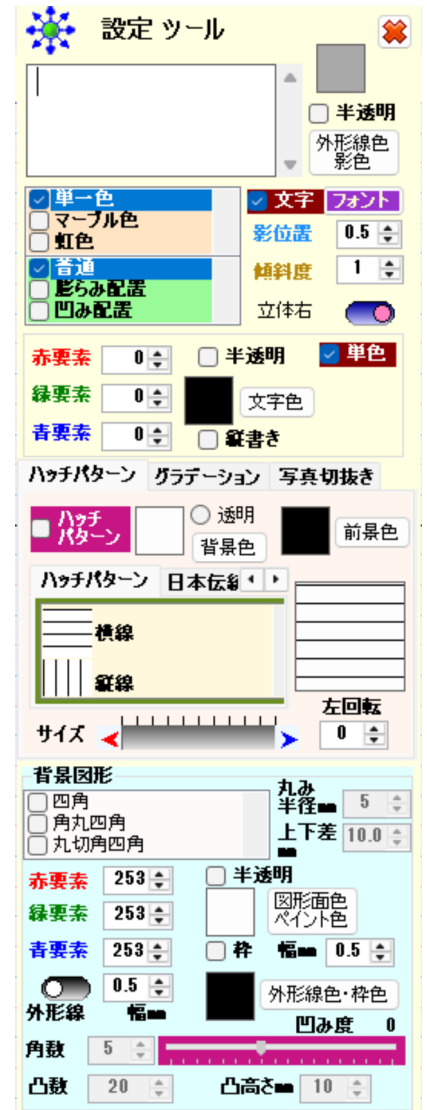 設定 ツール
半透明
外形線色
影色
単一色
マーブル色
虹色
文字 フォント
影位置 0.5
普通
膨らみ配置
凹み配置
傾斜度 1
立体右
赤要素 0 半透明 単色
緑要素 0 文字色
青要素 0 縦書き
ハッチパターン グラデーション 写真切抜き
ハッチ
パターン
透明
背景色
前景色
ハッチパターン 日本伝統
横線
縦線
左回転
サイズ 0
背景図形
四角
角丸四角
丸切角四角
丸み
半径mm 5
上下差 10.0
mm
赤要素 253 半透明
緑要素 253 図形面色
ペイント色
青要素 253 枠 幅mm 0.5
0.5 外形線色・枠色
外形線 幅mm
凹み度 0
角数 5
凸数 20 凸高さmm 10